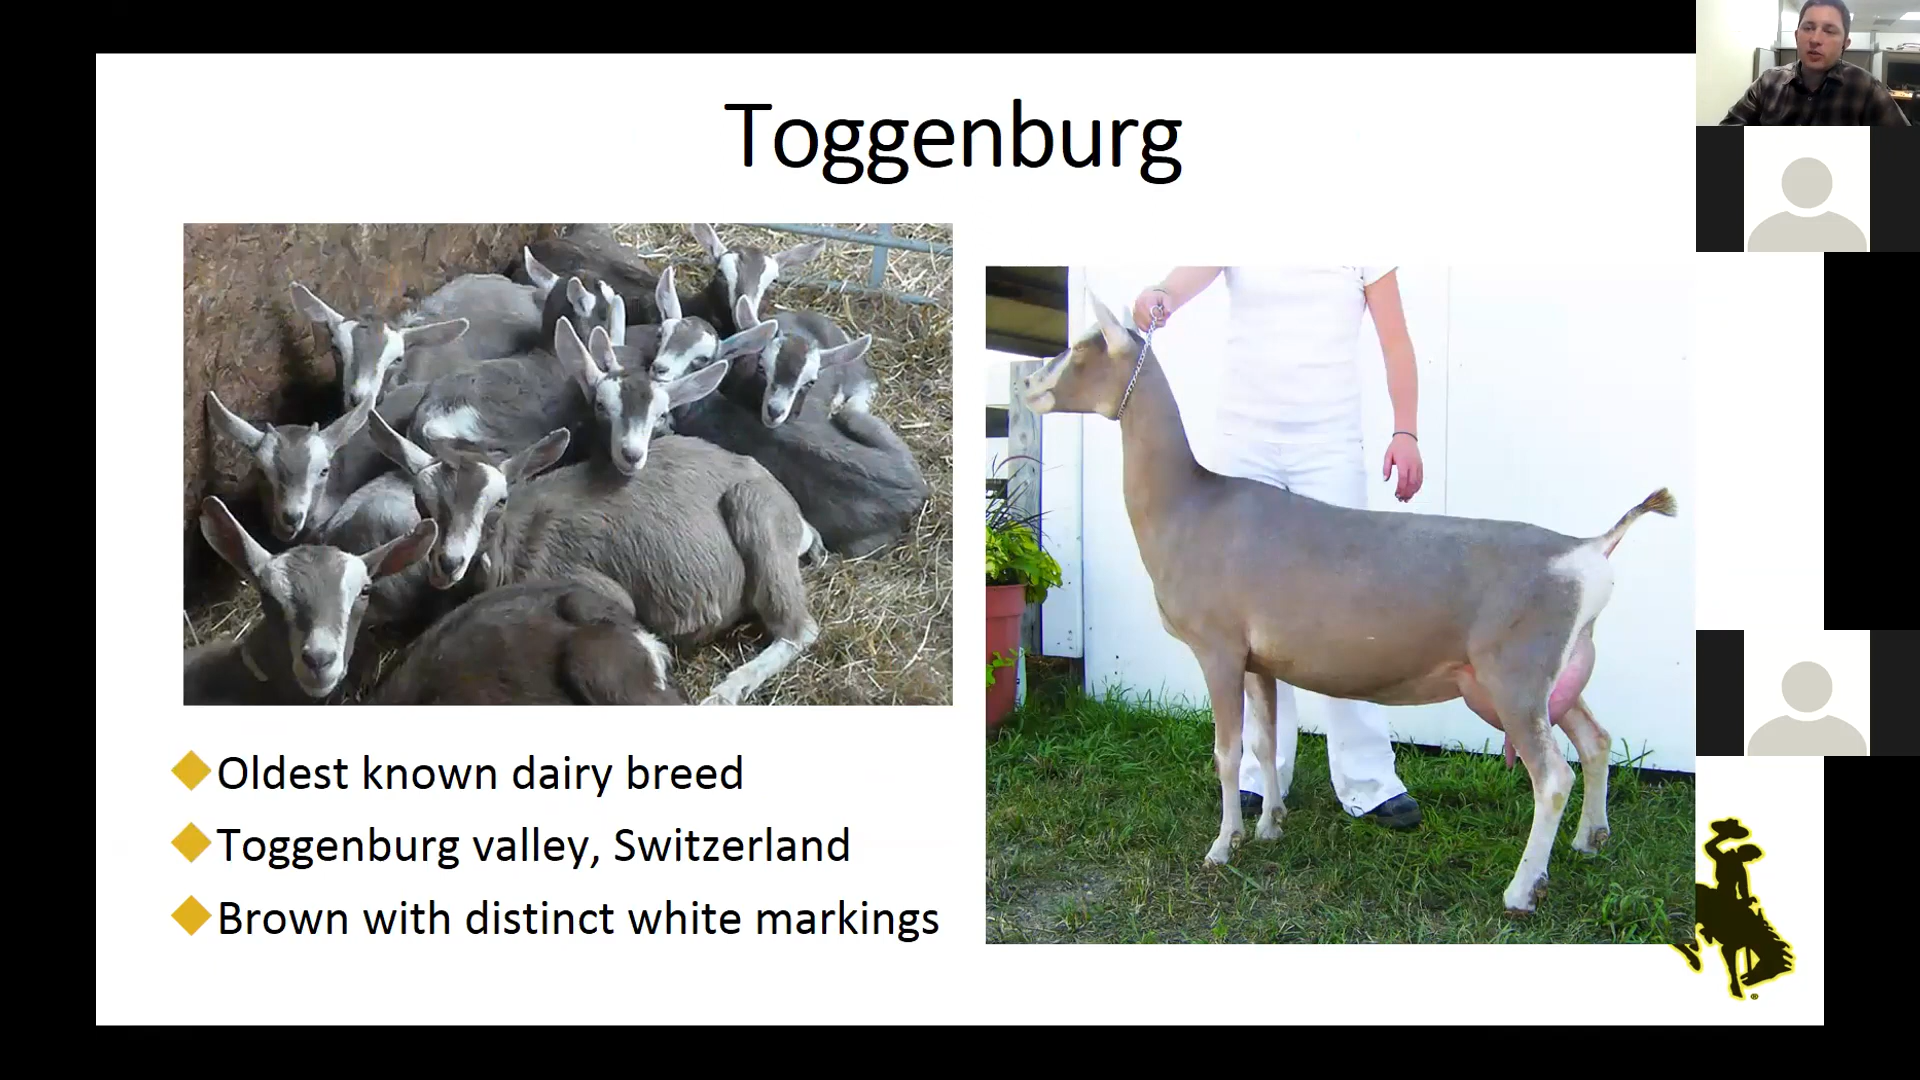 Toggenburg
Oldest known dairy breed
Toggenburg valley, Switzerland
Brown with distinct white markings